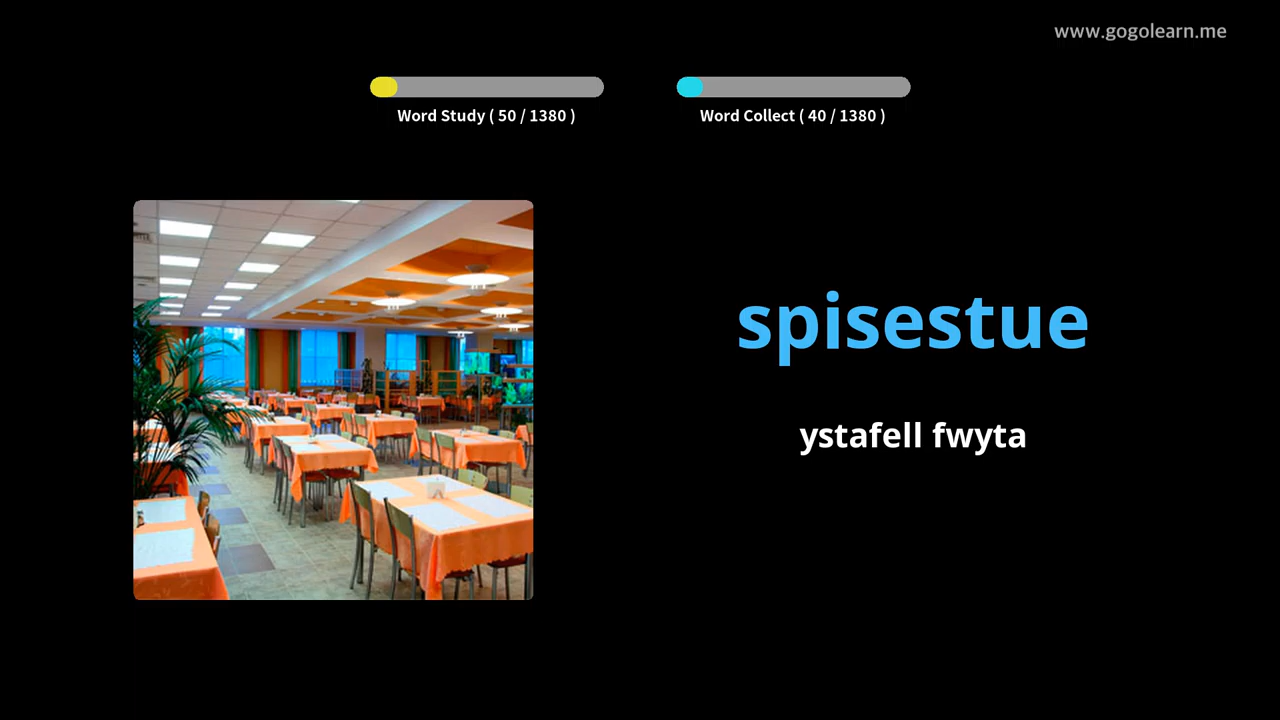 www.gogolearn.me
Word Study ( 50 / 1380 )
Word Collect ( 40 / 1380 )
spisestue
ystafell fwyta